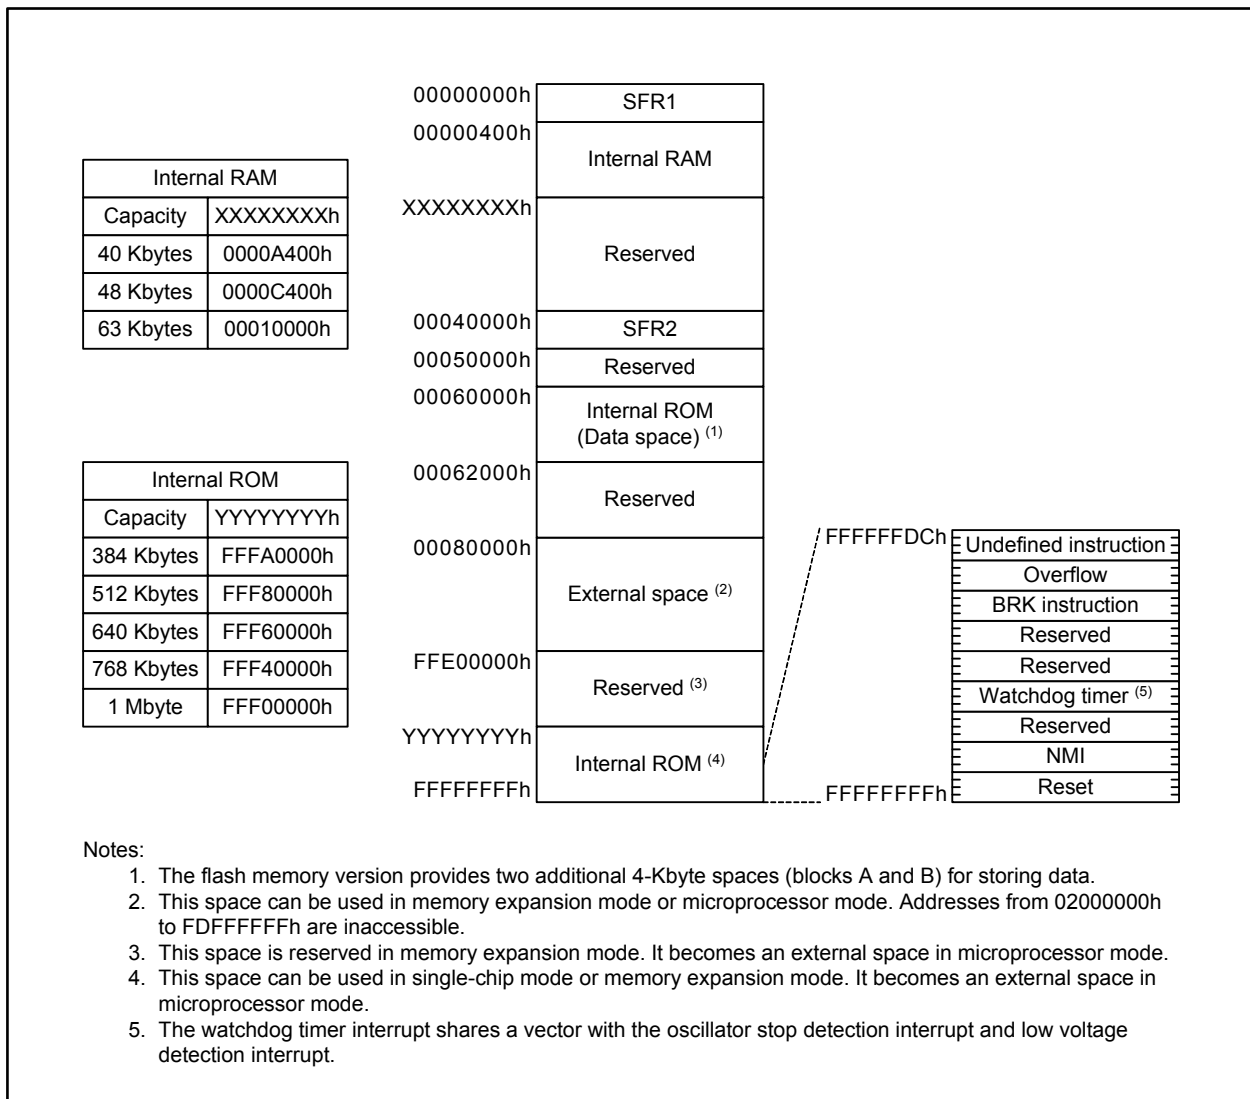 00000000h
SFR1
00000400h
Internal RAM
XXXXXXXXh
Reserved
00040000h
SFR2
00050000h
Reserved
00060000h
Internal ROM
(Data space) (1)
00062000h
Reserved
00080000h
External space (2)
FFE00000h
Reserved (3)
YYYYYYYYh
Internal ROM (4)
FFFFFFFFh
Internal RAM
Capacity XXXXXXXXh
40 Kbytes 0000A400h
48 Kbytes 0000C400h
63 Kbytes 00010000h
Internal ROM
Capacity YYYYYYYYh
384 Kbytes FFFA0000h
512 Kbytes FFF80000h
640 Kbytes FFF60000h
768 Kbytes FFF40000h
1 Mbyte FFF00000h
FFFFFFDCh
Undefined instruction
Overflow
BRK instruction
Reserved
Reserved
Watchdog timer (5)
Reserved
NMI
Reset
FFFFFFFFh
Notes:
1. The flash memory version provides two additional 4-Kbyte spaces (blocks A and B) for storing data.
2. This space can be used in memory expansion mode or microprocessor mode. Addresses from 02000000h
to FDFFFFFFh are inaccessible.
3. This space is reserved in memory expansion mode. It becomes an external space in microprocessor mode.
4. This space can be used in single-chip mode or memory expansion mode. It becomes an external space in
microprocessor mode.
5. The watchdog timer interrupt shares a vector with the oscillator stop detection interrupt and low voltage
detection interrupt.